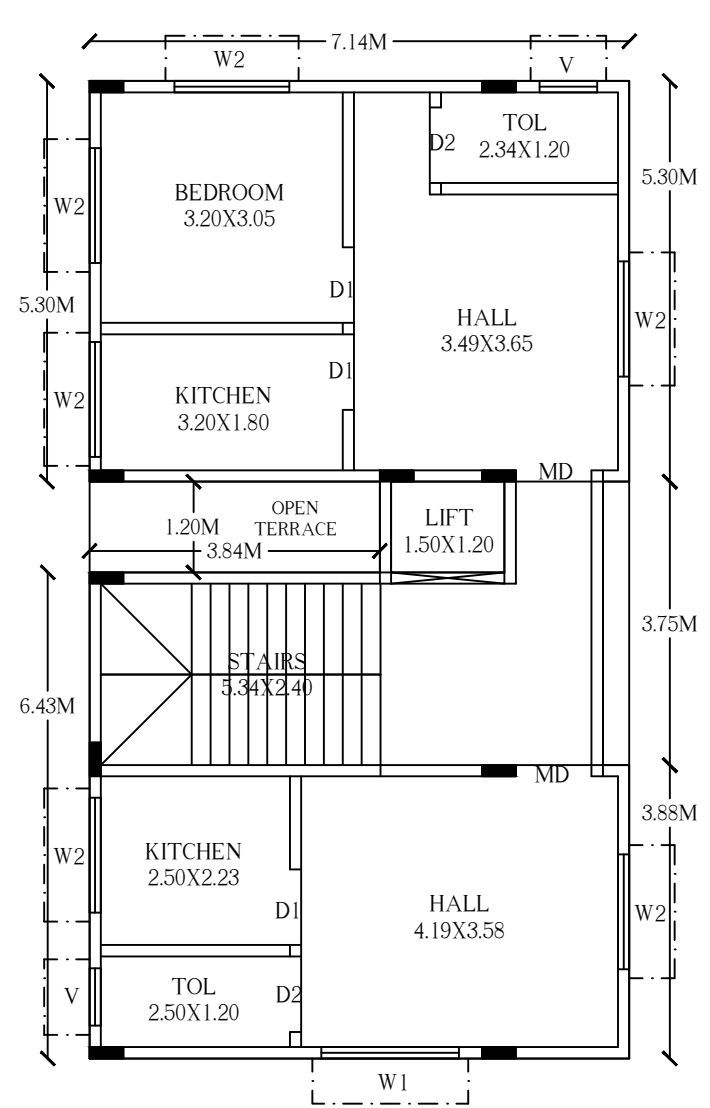 7.14M
W2
V
TOL
2.34X1.20
D2
5.30M
BEDROOM
3.20X3.05
W2
D1
5.30M
HALL
3.49X3.65
W2
D1
KITCHEN
3.20X1.80
W2
MD
OPEN
TERRACE
1.20M
3.84M
LIFT
1.50X1.20
3.75M
STAIRS
5.34X2.40
6.43M
MD
3.88M
KITCHEN
2.50X2.23
W2
D1
HALL
4.19X3.58
W2
TOL
2.50X1.20
D2
V
W1